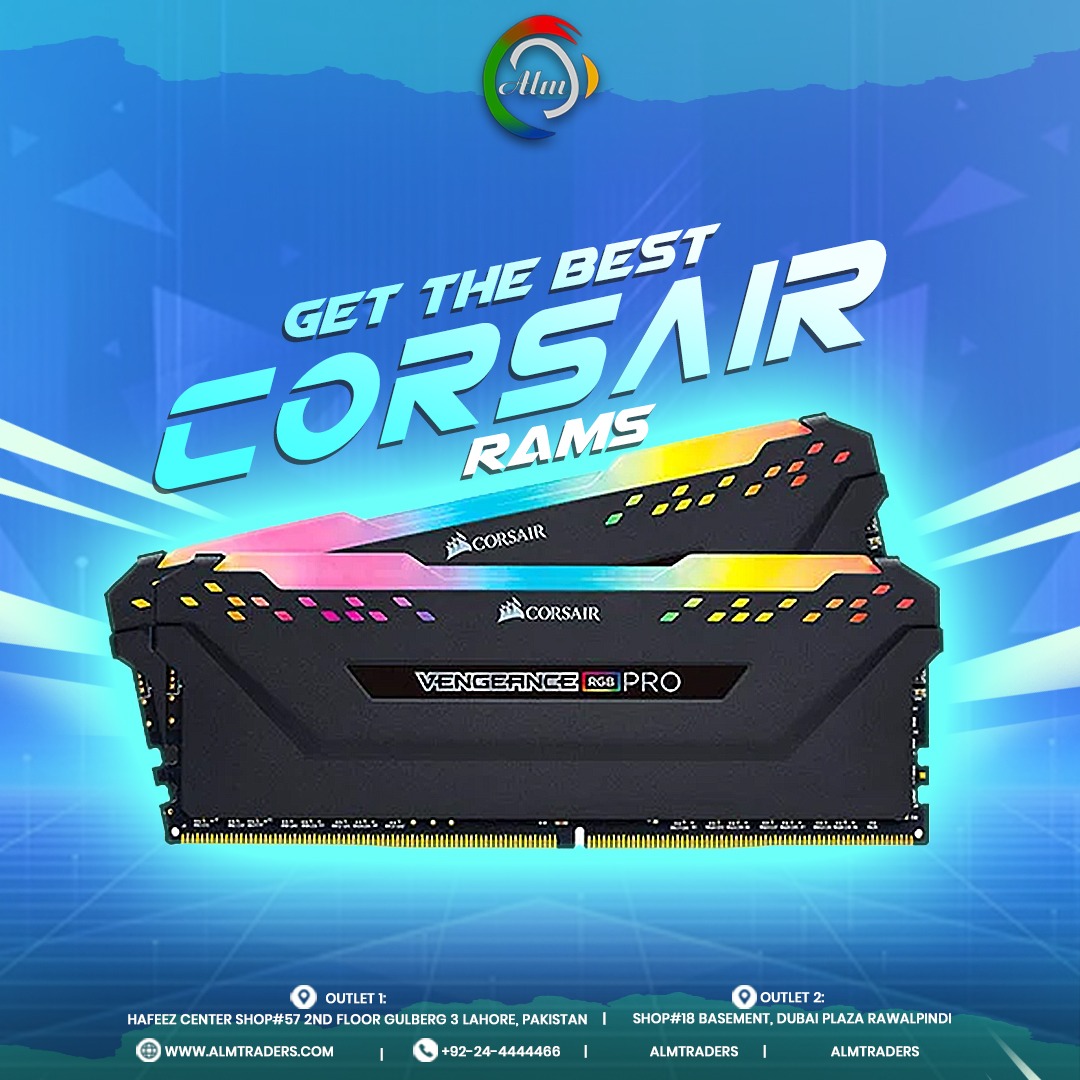 Alm
GET THE BEST
CORSAIR
RAMS
CORSAIR
CORSAIR
VENGEANCE RGB PRO
OUTLET 1:
HAFEEZ CENTER SHOP#57 2ND FLOOR GULBERG 3 LAHORE, PAKISTAN |
OUTLET 2:
SHOP#18 BASEMENT, DUBAI PLAZA RAWALPINDI
WWW.ALMTRADERS.COM | +92-24-4444466 | ALMTRADERS | ALMTRADERS